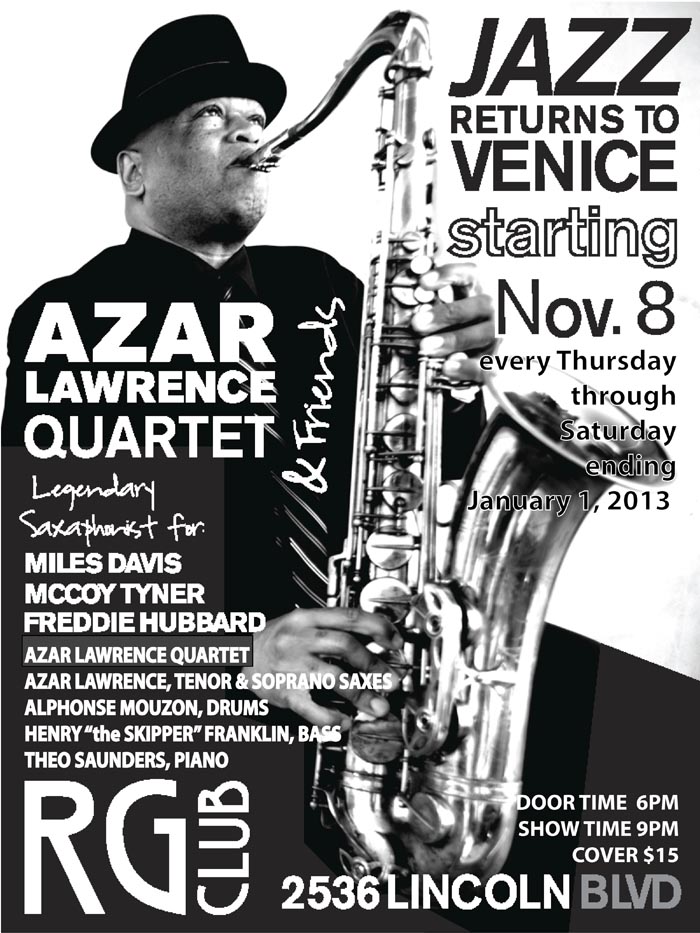 JAZZ
RETURNS TO
VENICE
starting
Nov. 8
every Thursday
through
Saturday
ending
January 1, 2013
AZAR
LAWRENCE
QUARTET
& Friends
Legendary
Saxaphonist for:
MILES DAVIS
MCCOY TYNER
FREDDIE HUBBARD
AZAR LAWRENCE QUARTET
AZAR LAWRENCE, TENOR & SOPRANO SAXES
ALPHONSE MOUZON, DRUMS
HENRY "the SKIPPER" FRANKLIN, BASS
THEO SAUNDERS, PIANO
RG CLUB
DOOR TIME 6PM
SHOW TIME 9PM
COVER $15
2536 LINCOLN BLVD